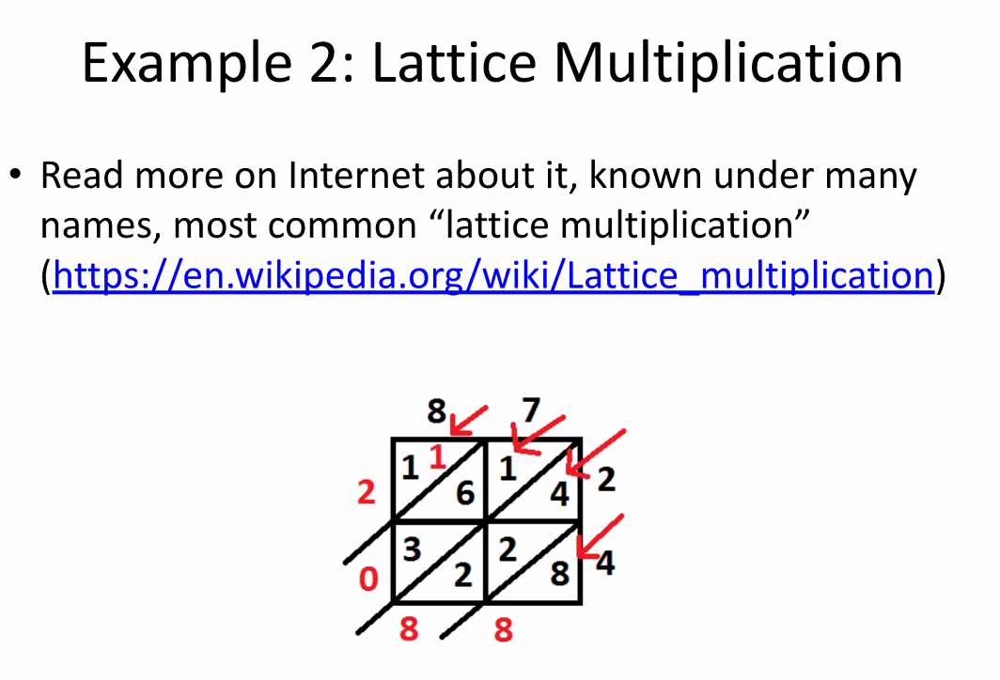 Example 2: Lattice Multiplication
• Read more on Internet about it, known under many
names, most common “lattice multiplication”
(https://en.wikipedia.org/wiki/Lattice_multiplication)
8 7
1 1 6 1 4 2
2
3 2 2 8 4
0
8 8